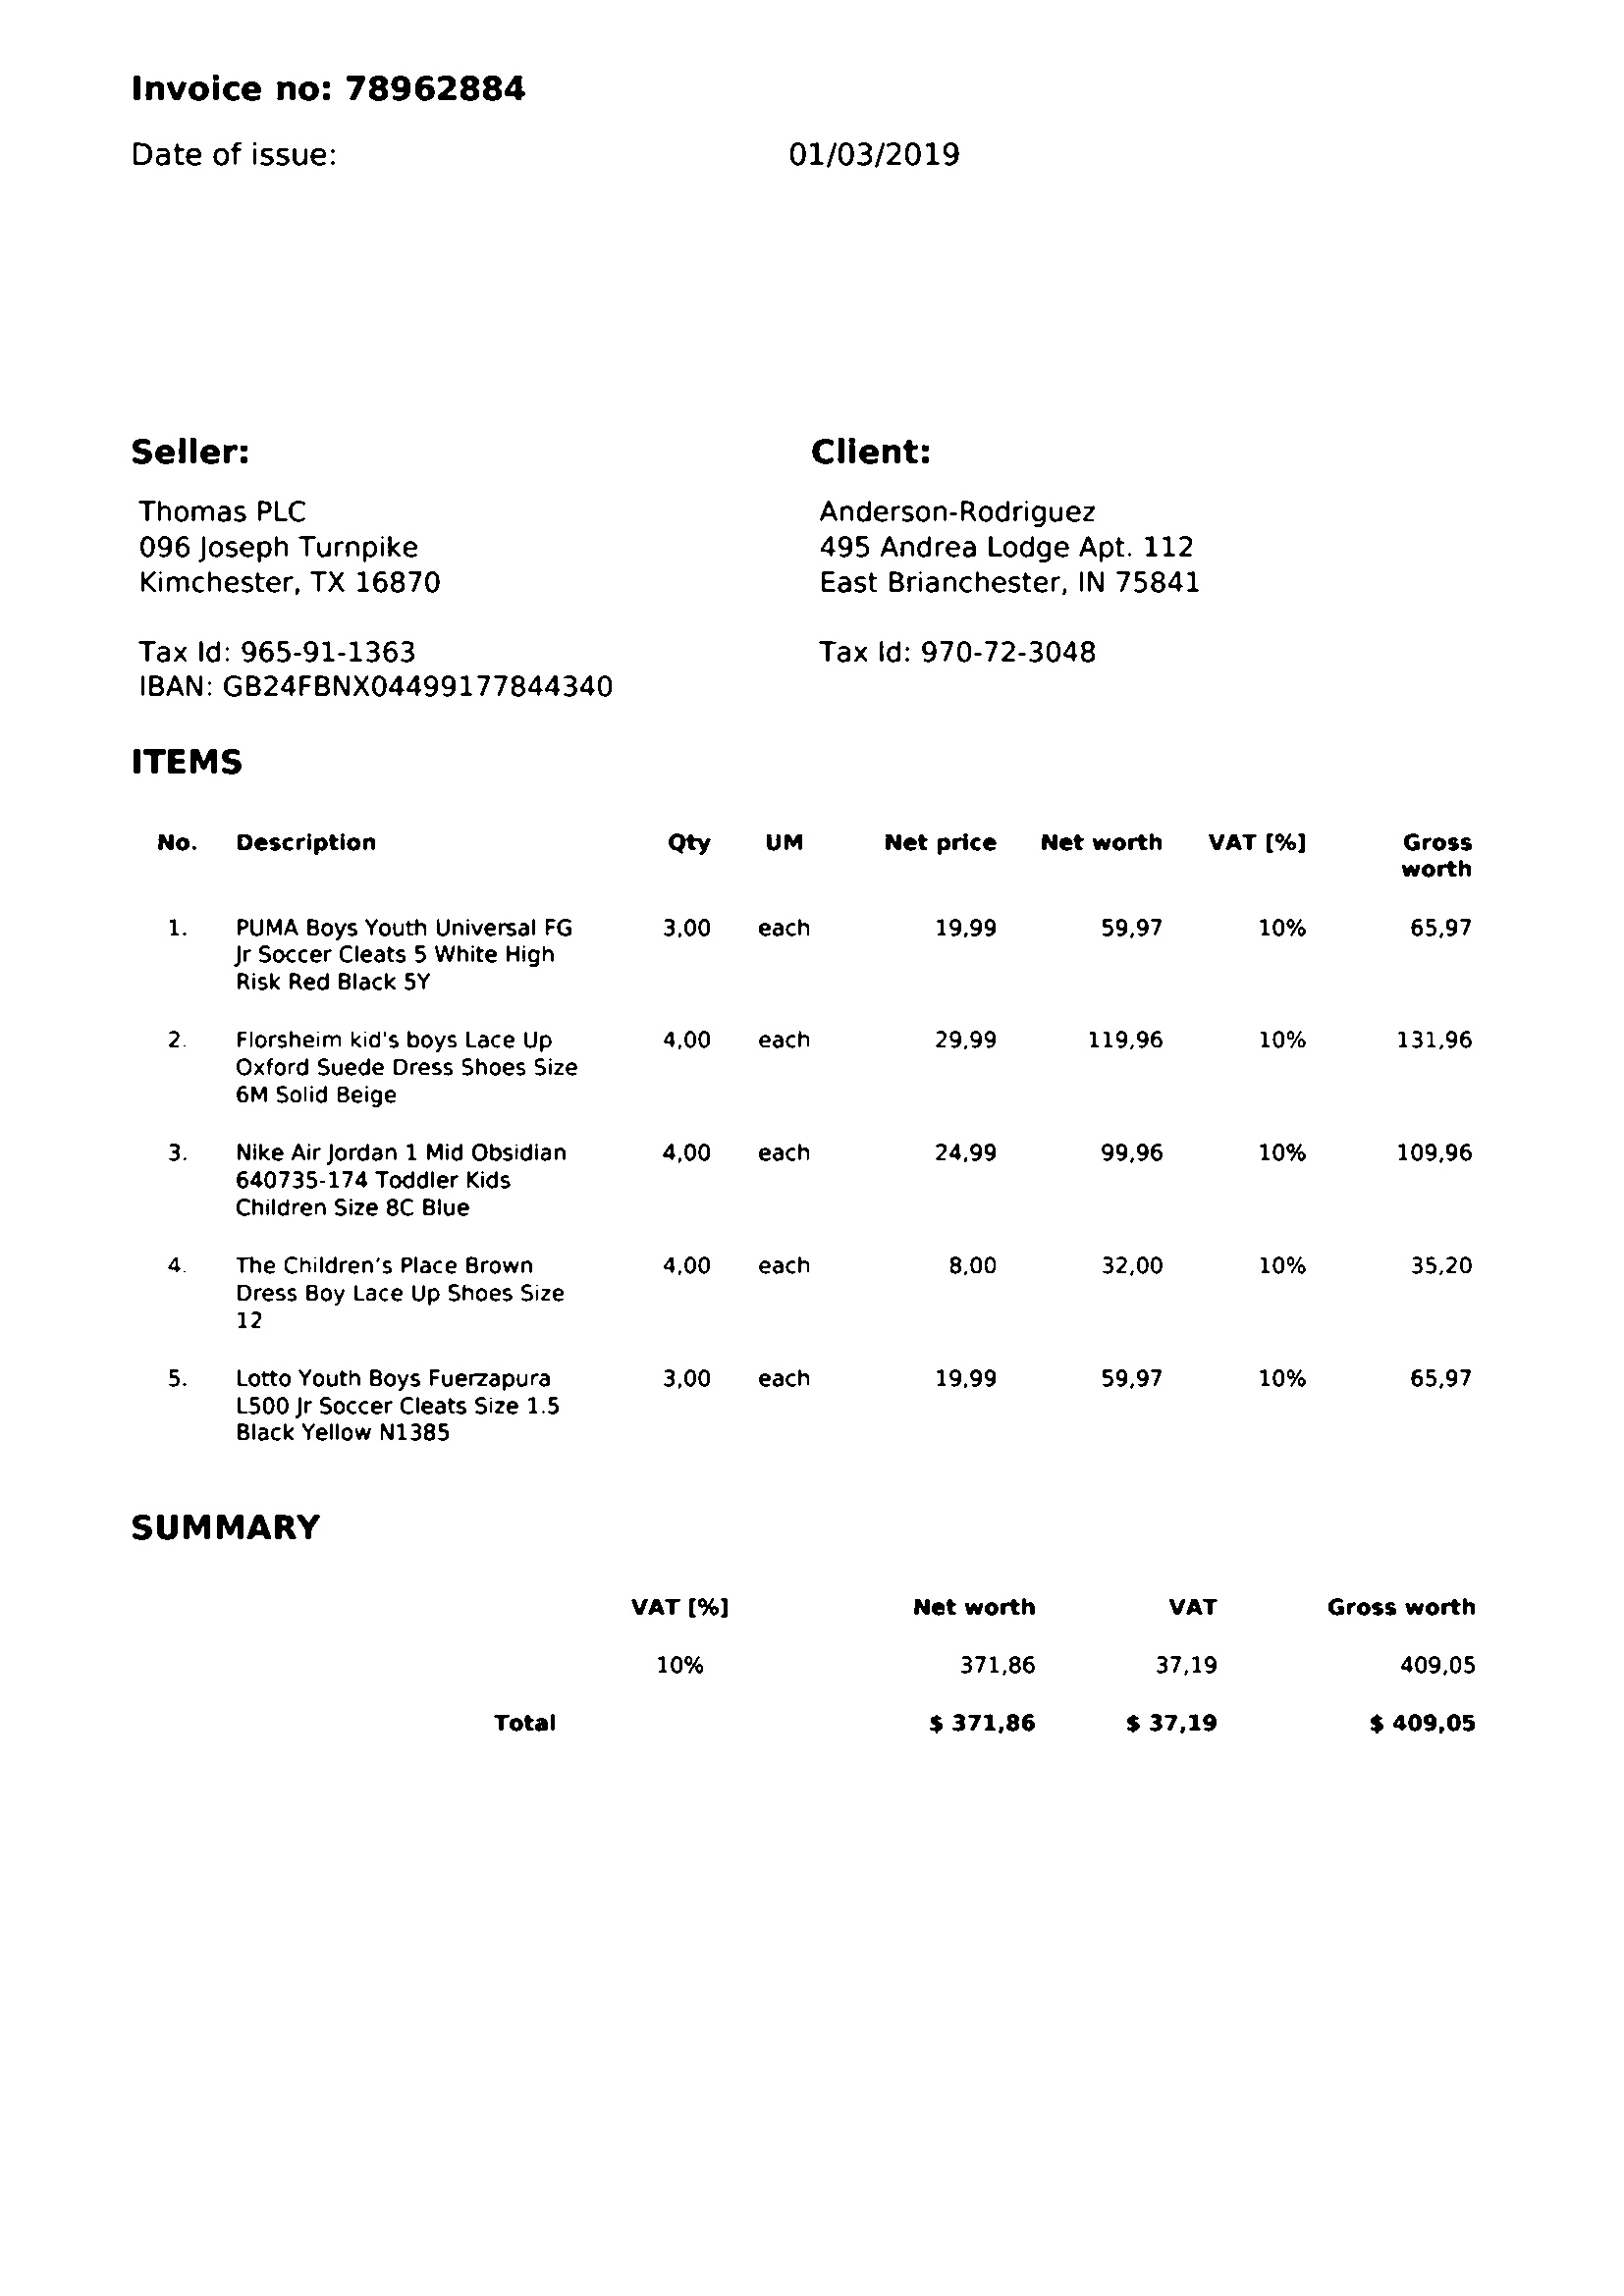 Invoice no: 78962884
Date of issue: 01/03/2019
Seller: Client:
Thomas PLC Anderson-Rodriguez
096 Joseph Turnpike 495 Andrea Lodge Apt. 112
Kimchester, TX 16870 East Brianchester, IN 75841
Tax Id: 965-91-1363 Tax Id: 970-72-3048
IBAN: GB24FBNX04499177844340
ITEMS
No. Description Qty UM Net price Net worth VAT [%] Gross
worth
1. PUMA Boys Youth Universal FG 3,00 each 19,99 59,97 10% 65,97
Jr Soccer Cleats 5 White High
Risk Red Black 5Y
2. Florsheim kid's boys Lace Up 4,00 each 29,99 119,96 10% 131,96
Oxford Suede Dress Shoes Size
6M Solid Beige
3. Nike Air Jordan 1 Mid Obsidian 4,00 each 24,99 99,96 10% 109,96
640735-174 Toddler Kids
Children Size 8C Blue
4. The Children's Place Brown 4,00 each 8,00 32,00 10% 35,20
Dress Boy Lace Up Shoes Size
12
5. Lotto Youth Boys Fuerzapura 3,00 each 19,99 59,97 10% 65,97
L500 Jr Soccer Cleats Size 1.5
Black Yellow N1385
SUMMARY
VAT [%] Net worth VAT Gross worth
10% 371,86 37,19 409,05
Total $ 371,86 $ 37,19 $ 409,05